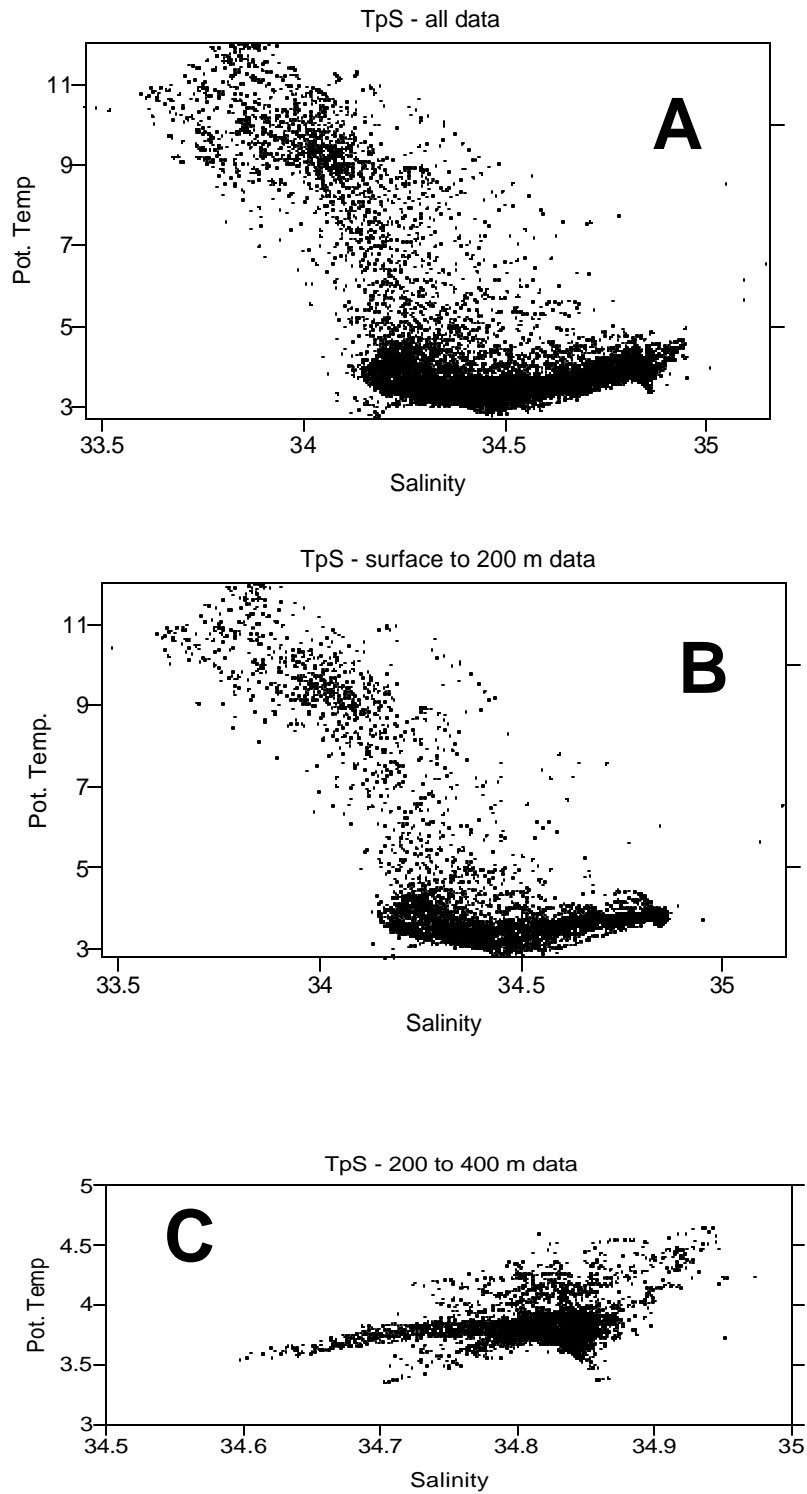 TpS - all data
A
11
9
7
5
3
Pot. Temp
33.5 34 34.5 35
Salinity
TpS - surface to 200 m data
B
11
9
7
5
3
Pot. Temp.
33.5 34 34.5 35
Salinity
TpS - 200 to 400 m data
C
5
4.5
4
3.5
3
Pot. Temp
34.5 34.6 34.7 34.8 34.9 35
Salinity